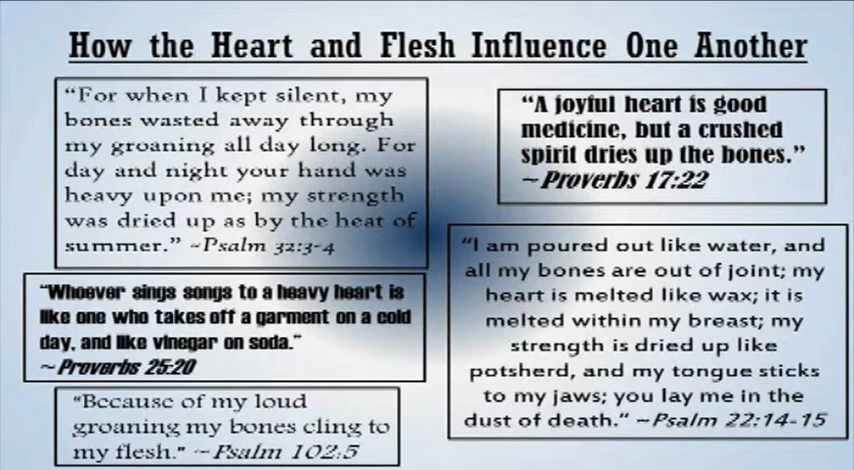 How the Heart and Flesh Influence One Another
“For when I kept silent, my
bones wasted away through
my groaning all day long. For
day and night your hand was
heavy upon me; my strength
was dried up as by the heat of
summer.” ~Psalm 32:3-4
“Whoever sings songs to a heavy heart is
like one who takes off a garment on a cold
day, and like vinegar on soda.”
~Proverbs 25:20
“Because of my loud
groaning my bones cling to
my flesh.” ~Psalm 102:5
“A joyful heart is good
medicine, but a crushed
spirit dries up the bones.”
~Proverbs 17:22
“I am poured out like water, and
all my bones are out of joint; my
heart is melted like wax; it is
melted within my breast; my
strength is dried up like
potsherd, and my tongue sticks
to my jaws; you lay me in the
dust of death.” ~Psalm 22:14-15